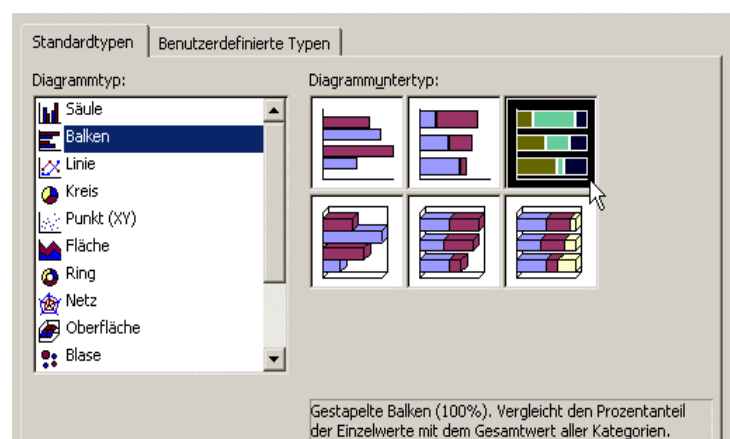 Standardtypen
Benutzerdefinierte Typen
Diagrammtyp:
Säule
Balken
Linie
Kreis
Punkt (XY)
Fläche
Ring
Netz
Oberfläche
Blase
Diagrammuntertyp:
Gestapelte Balken (100%). Vergleicht den Prozentanteil
der Einzelwerte mit dem Gesamtwert aller Kategorien.